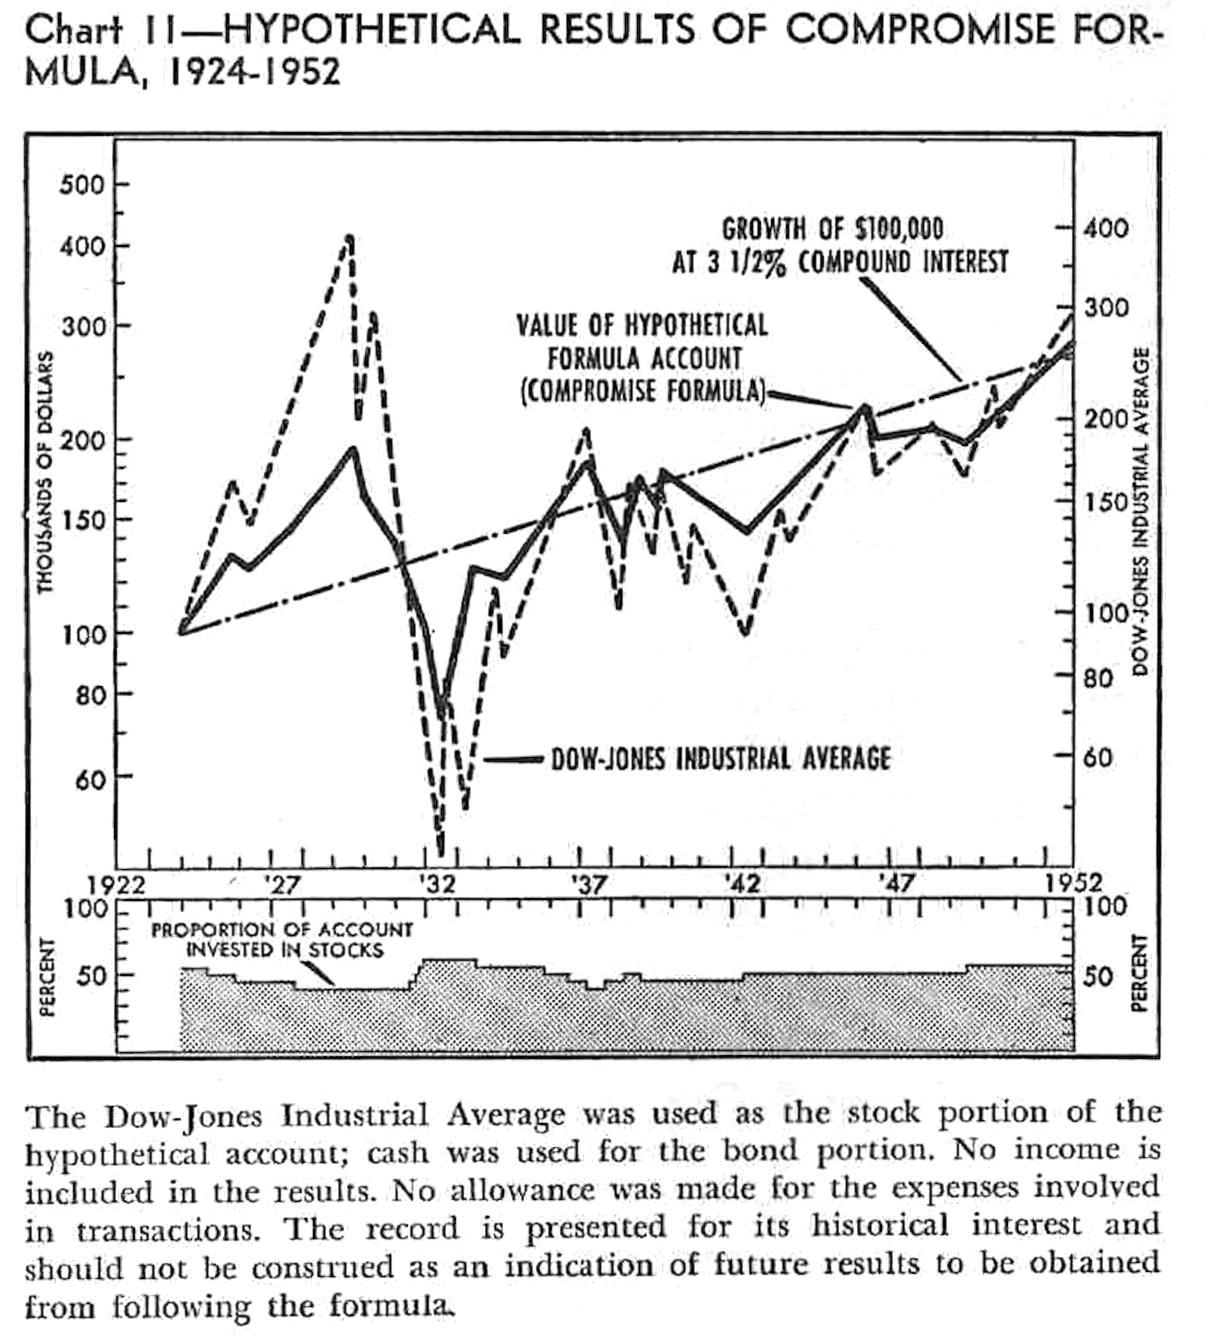 Chart 11—HYPOTHETICAL RESULTS OF COMPROMISE FOR-
MULA, 1924-1952
500
400
300
200
150
100
80
60
THOUSANDS OF DOLLARS
GROWTH OF $100,000
AT 3 1/2% COMPOUND INTEREST
VALUE OF HYPOTHETICAL
FORMULA ACCOUNT
(COMPROMISE FORMULA)
DOW-JONES INDUSTRIAL AVERAGE
400
300
200
150
100
80
60
DOW-JONES INDUSTRIAL AVERAGE
1922 '27 '32 '37 '42 '47 1952
100
50
PERCENT
PROPORTION OF ACCOUNT
INVESTED IN STOCKS
100
50
PERCENT
The Dow-Jones Industrial Average was used as the stock portion of the
hypothetical account; cash was used for the bond portion. No income is
included in the results. No allowance was made for the expenses involved
in transactions. The record is presented for its historical interest and
should not be construed as an indication of future results to be obtained
from following the formula.